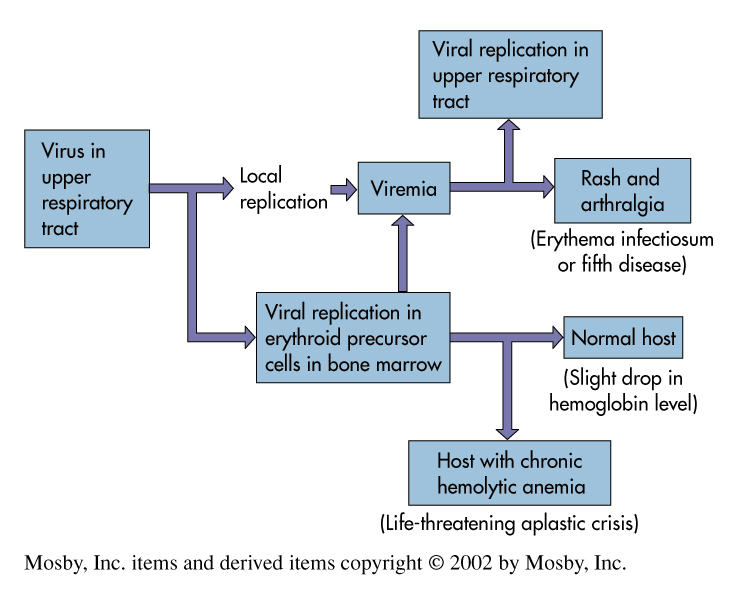 Viral replication in
upper respiratory
tract
Virus in
upper
respiratory
tract
Local
replication
Viremia
Rash and
arthralgia
(Erythema infectiosum
or fifth disease)
Viral replication in
erythroid precursor
cells in bone marrow
Normal host
(Slight drop in
hemoglobin level)
Host with chronic
hemolytic anemia
(Life-threatening aplastic crisis)
Mosby, Inc. items and derived items copyright © 2002 by Mosby, Inc.